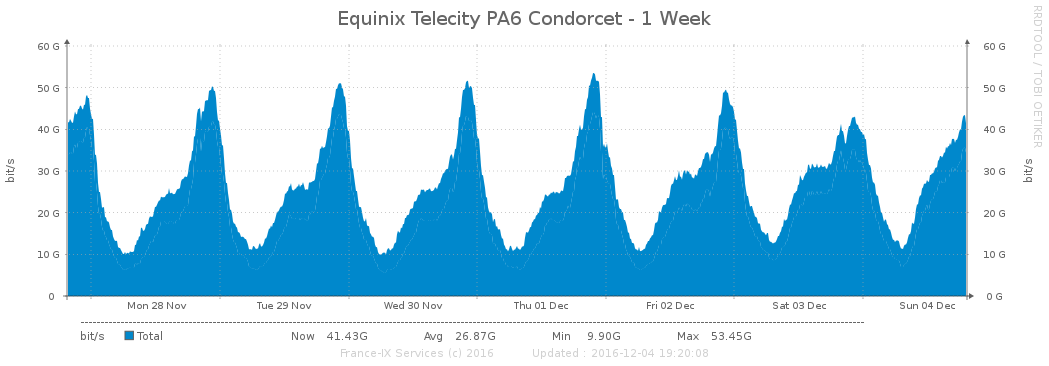 Equinix Telecity PA6 Condorcet - 1 Week
RRDTOOL / TOBI OETIKER
60 G 60 G
50 G 50 G
40 G 40 G
30 G 30 G
20 G 20 G
10 G 10 G
0 0 G
bit/s bit/s
Mon 28 Nov Tue 29 Nov Wed 30 Nov Thu 01 Dec Fri 02 Dec Sat 03 Dec Sun 04 Dec
bit/s Total Now 41.43G Avg 26.87G Min 9.90G Max 53.45G
France-IX Services (c) 2016 Updated : 2016-12-04 19:20:08